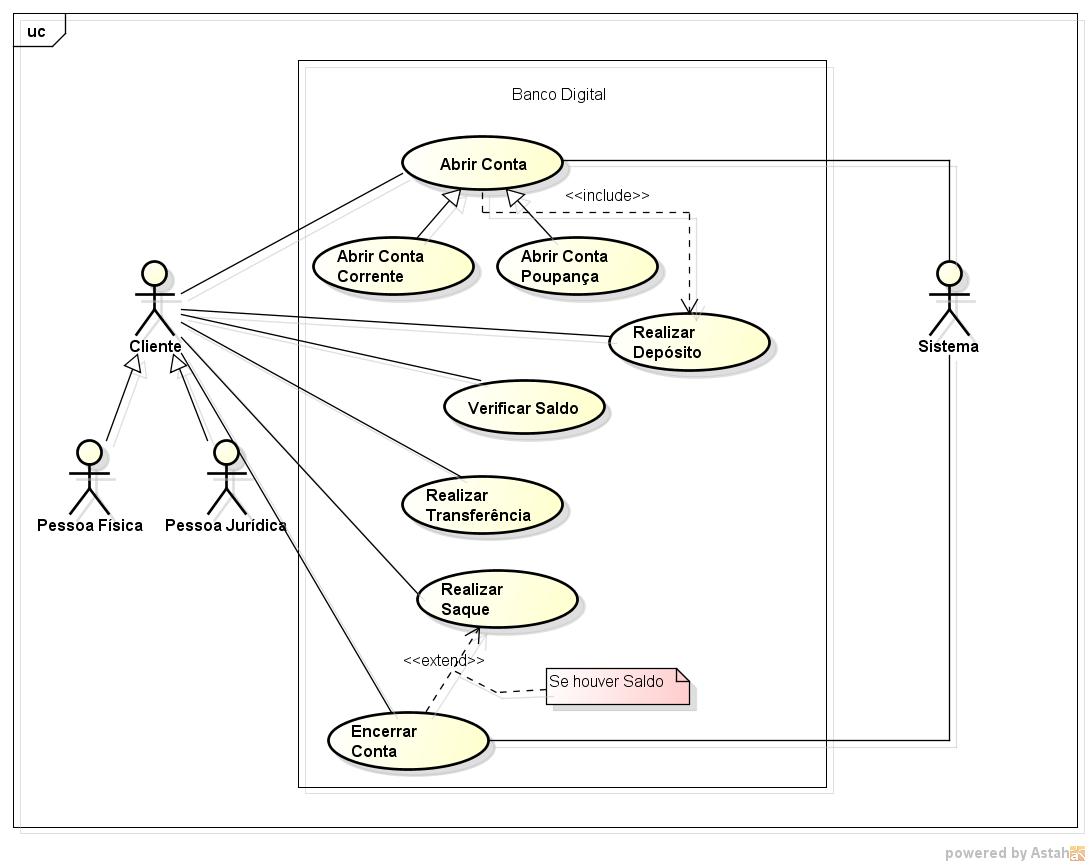 uc
Banco Digital
Abrir Conta
<<include>>
Abrir Conta
Corrente
Abrir Conta
Poupança
Cliente
Sistema
Realizar
Depósito
Verificar Saldo
Pessoa Física
Pessoa Jurídica
Realizar
Transferência
Realizar
Saque
<<extend>>
Se houver Saldo
Encerrar
Conta
powered by Astah